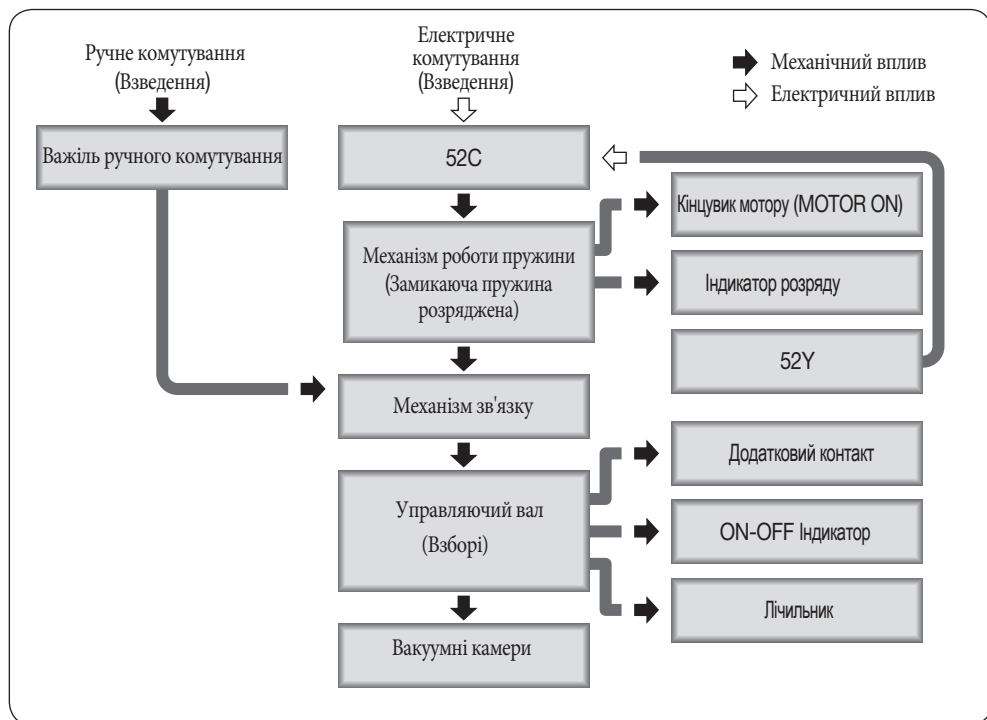 Ручне комутування
(Взведення)
Електричне
комутування
(Взведення)
Механічний вплив
Електричний вплив
Важіль ручного комутування
52C
Кінцувик мотору (MOTOR ON)
Механізм роботи пружини
(Замикаюча пружина
розряджена)
Індикатор розряду
52Y
Механізм зв'язку
Додатковий контакт
Управляючий вал
(Взборі)
ON-OFF Індикатор
Лічильник
Вакуумні камери